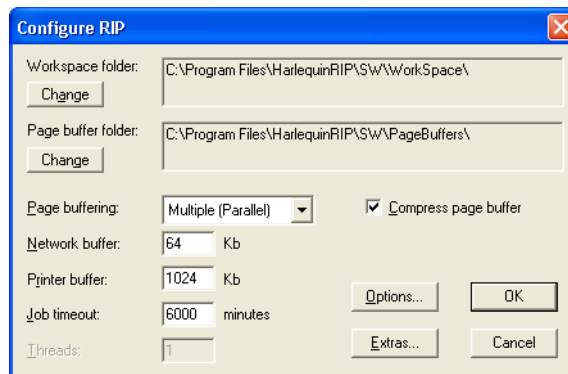 Configure RIP
Workspace folder: C:\Program Files\HarlequinRIP\SW\WorkSpace\
Change
Page buffer folder: C:\Program Files\HarlequinRIP\SW\PageBuffers\
Change
Page buffering: Multiple (Parallel) Compress page buffer
Network buffer: 64 Kb
Printer buffer: 1024 Kb
Options... OK
Job timeout: 6000 minutes
Threads: 1 Extras... Cancel